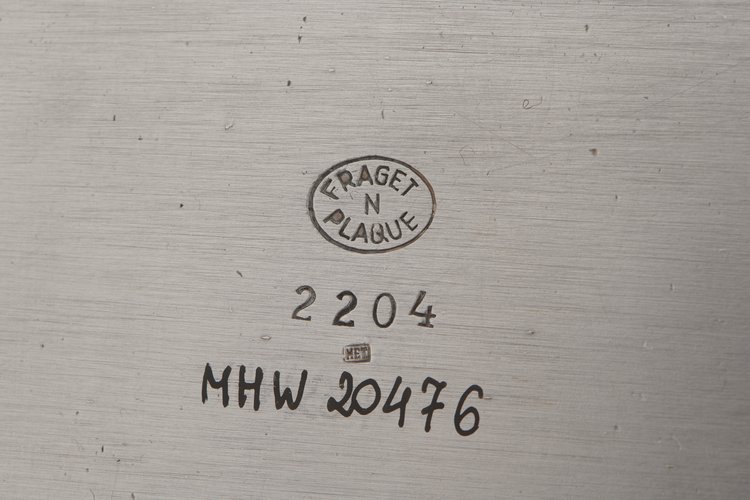 FRAGET
N
PLAQUE
2204
MET
MHW 20476